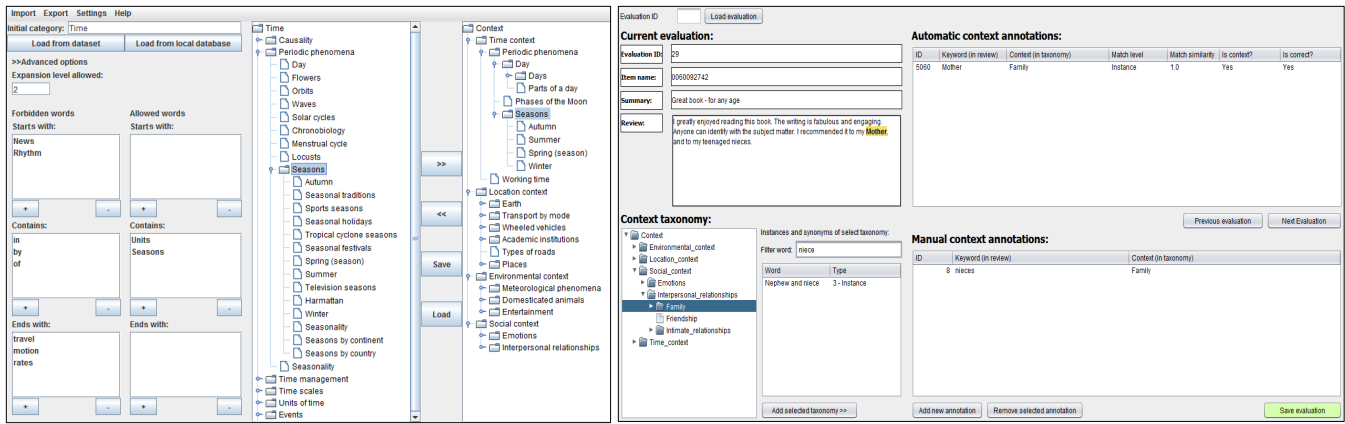 Import Export Settings Help
Initial category: Time
Load from dataset Load from local database
>>Advanced options
Expansion level allowed:
2
Forbidden words Allowed words
Starts with: Starts with:
News
Rhythm
+ - + -
Contains: Contains:
in Units
by Seasons
of
+ - + -
Ends with: Ends with:
travel
motion
rates
+ - + -
Time
Causality
Periodic phenomena
Day
Flowers
Orbits
Waves
Solar cycles
Chronobiology
Menstrual cycle
Locusts
Seasons
Autumn
Seasonal traditions
Sports seasons
Seasonal holidays
Tropical cyclone seasons
Seasonal festivals
Spring (season)
Summer
Television seasons
Harmattan
Winter
Seasonality
Seasons by continent
Seasons by country
Seasonality
Time management
Time scales
Units of time
Events
>>
<<
Save
Load
Context
Time context
Periodic phenomena
Day
Days
Parts of a day
Phases of the Moon
Seasons
Autumn
Summer
Spring (season)
Winter
Working time
Location context
Earth
Transport by mode
Wheeled vehicles
Academic institutions
Types of roads
Places
Environmental context
Meteorological phenomena
Domesticated animals
Entertainment
Social context
Emotions
Interpersonal relationships
Evaluation ID Load evaluation
Current evaluation:
Evaluation ID: 29
Item name: 0060092742
Summary: Great book - for any age
Review: I greatly enjoyed reading this book. The writing is fabulous and engaging.
Anyone can identify with the subject matter. I recommended it to my Mother,
and to my teenaged nieces.
Automatic context annotations:
ID Keyword (in review) Context (in taxonomy) Match level Match similarity Is context? Is correct?
5060 Mother Family Instance 1.0 Yes Yes
Previous evaluation Next Evaluation
Context taxonomy:
Context
Environmental_context
Location_context
Social_context
Emotions
Interpersonal_relationships
Family
Friendship
Intimate_relationships
Time_context
Instances and synonyms of select taxonomy:
Filter word: niece
Word Type
Nephew and niece 3 - Instance
Add selected taxonomy >>
Manual context annotations:
ID Keyword (in review) Context (in taxonomy)
8 nieces Family
Add new annotation Remove selected annotation Save evaluation